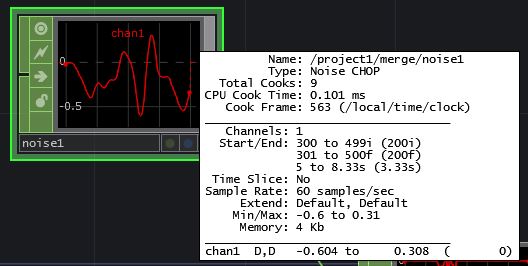 chan1
0
-0.5
noise1
Name: /project1/merge/noise1
Type: Noise CHOP
Total Cooks: 9
CPU Cook Time: 0.101 ms
Cook Frame: 563 (/local/time/clock)
Channels: 1
Start/End: 300 to 499i (200i)
301 to 500f (200f)
5 to 8.33s (3.33s)
Time Slice: No
Sample Rate: 60 samples/sec
Extend: Default, Default
Min/Max: -0.6 to 0.31
Memory: 4 Kb
chan1 D,D -0.604 to 0.308 ( 0)